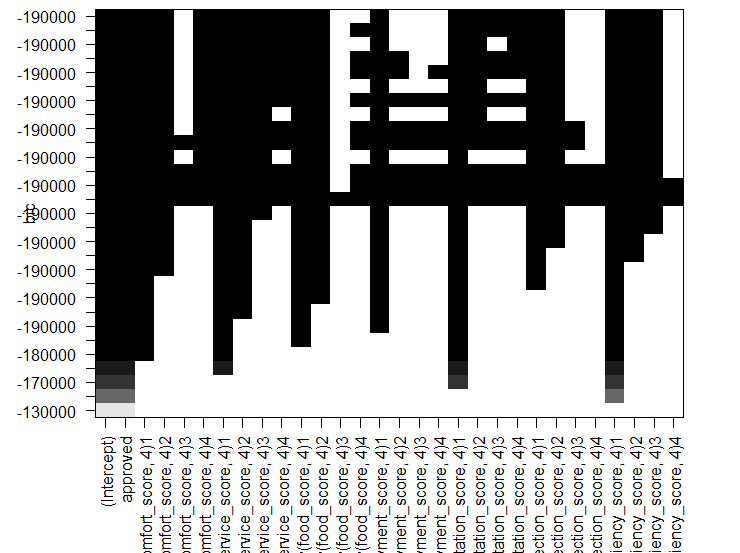 -190000
-190000
-190000
-190000
-190000
-190000
-190000
-190000
-190000
-190000
-190000
-190000
-180000
-170000
-130000
bic
(Intercept)
approved
omfort_score, 4)1
omfort_score, 4)2
omfort_score, 4)3
omfort_score, 4)4
ervice_score, 4)1
ervice_score, 4)2
ervice_score, 4)3
ervice_score, 4)4
(food_score, 4)1
(food_score, 4)2
(food_score, 4)3
(food_score, 4)4
yment_score, 4)1
yment_score, 4)2
yment_score, 4)3
yment_score, 4)4
tation_score, 4)1
tation_score, 4)2
tation_score, 4)3
tation_score, 4)4
ection_score, 4)1
ection_score, 4)2
ection_score, 4)3
ection_score, 4)4
iency_score, 4)1
iency_score, 4)2
iency_score, 4)3
iency_score, 4)4